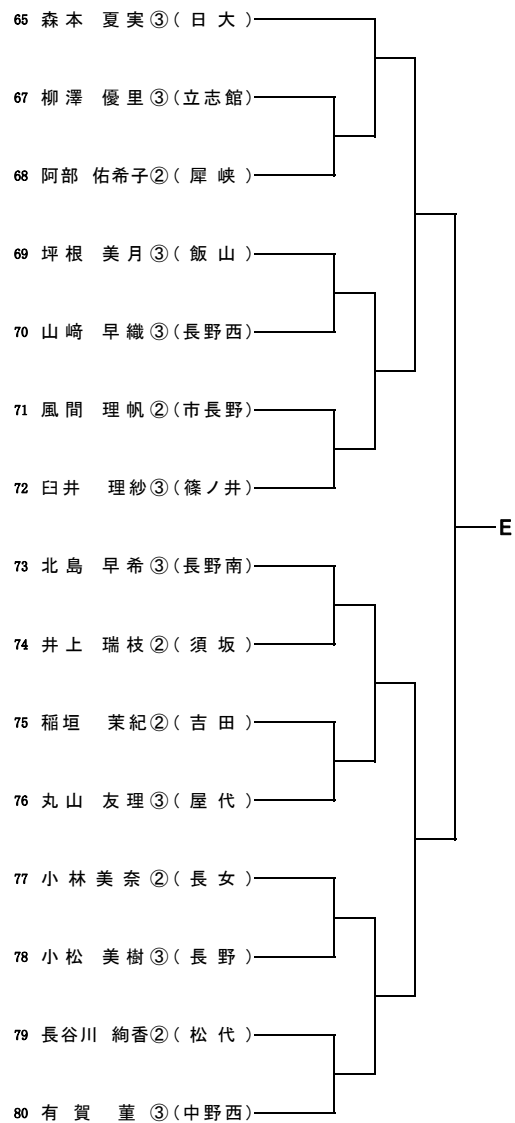 65 森本 夏実③(日大)
67 柳澤 優里③(立志館)
68 阿部 佑希子②(犀峡)
69 坪根 美月③(飯山)
70 山﨑 早織③(長野西)
71 風間 理帆②(市長野)
72 臼井 理紗③(篠ノ井)
E
73 北島 早希③(長野南)
74 井上 瑞枝②(須坂)
75 稲垣 茉紀②(吉田)
76 丸山 友理③(屋代)
77 小林美奈②(長女)
78 小松 美樹③(長野)
79 長谷川 絢香②(松代)
80 有賀 菫③(中野西)